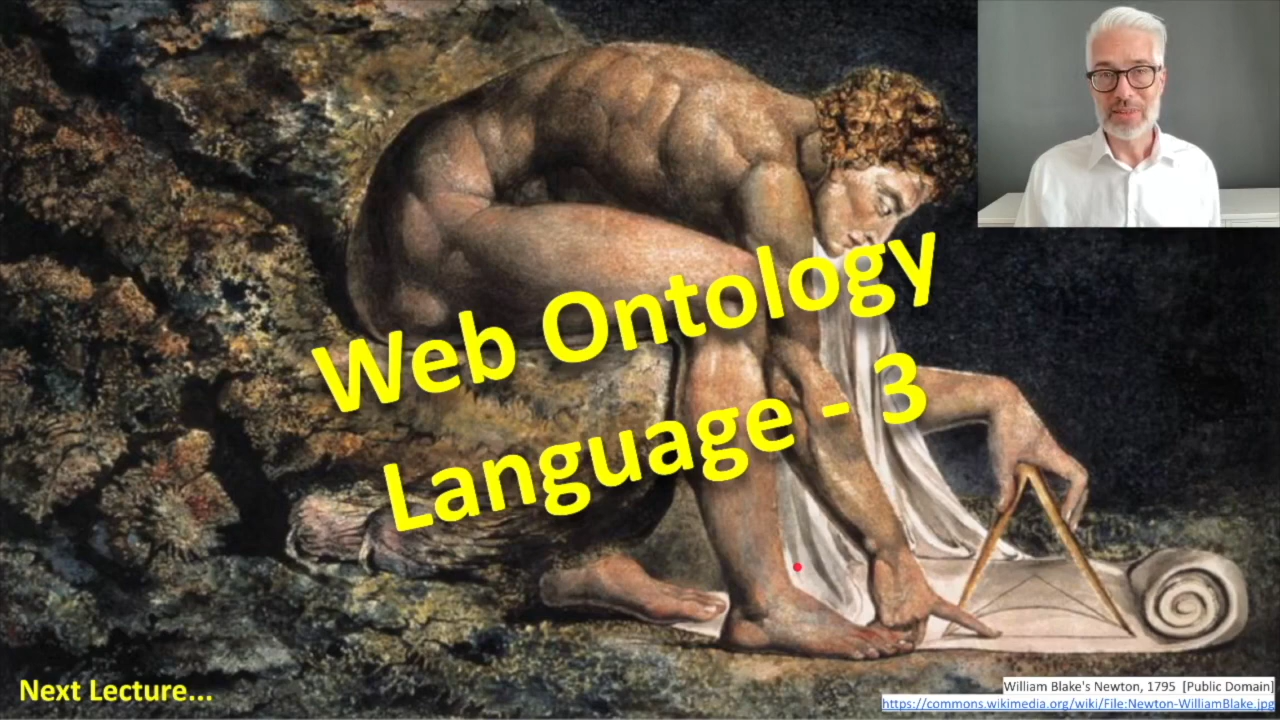 Web Ontology
Language - 3
Next Lecture...
William Blake's Newton, 1795 [Public Domain]
https://commons.wikimedia.org/wiki/File:Newton-WilliamBlake.jpg